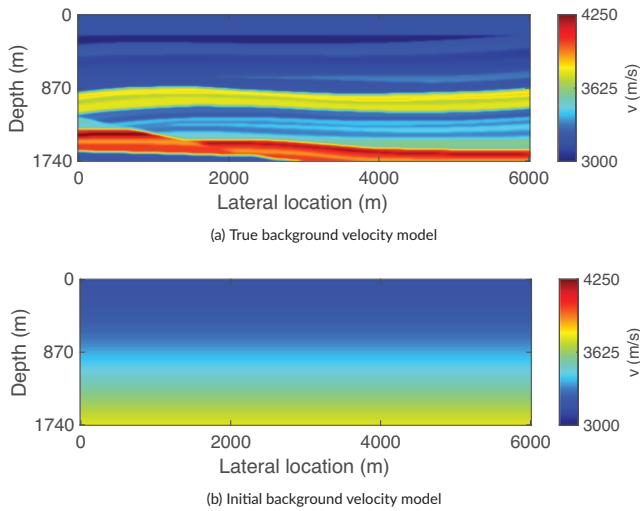 0
870
1740
Depth (m)
0
2000
4000
6000
Lateral location (m)
4250
3625
3000
v (m/s)
(a) True background velocity model
0
870
1740
Depth (m)
0
2000
4000
6000
Lateral location (m)
4250
3625
3000
v (m/s)
(b) Initial background velocity model